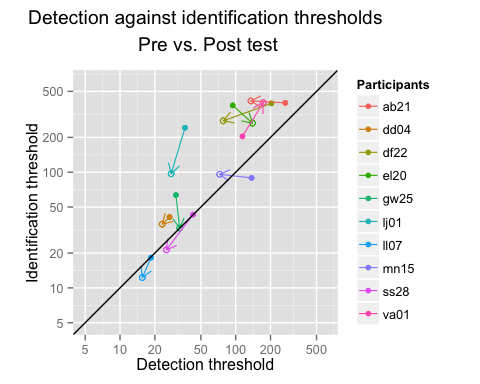 Detection against identification thresholds
Pre vs. Post test
Identification threshold
500
200
100
50
20
10
5
5 10 20 50 100 200 500
Detection threshold
Participants
ab21
dd04
df22
el20
gw25
lj01
ll07
mn15
ss28
va01